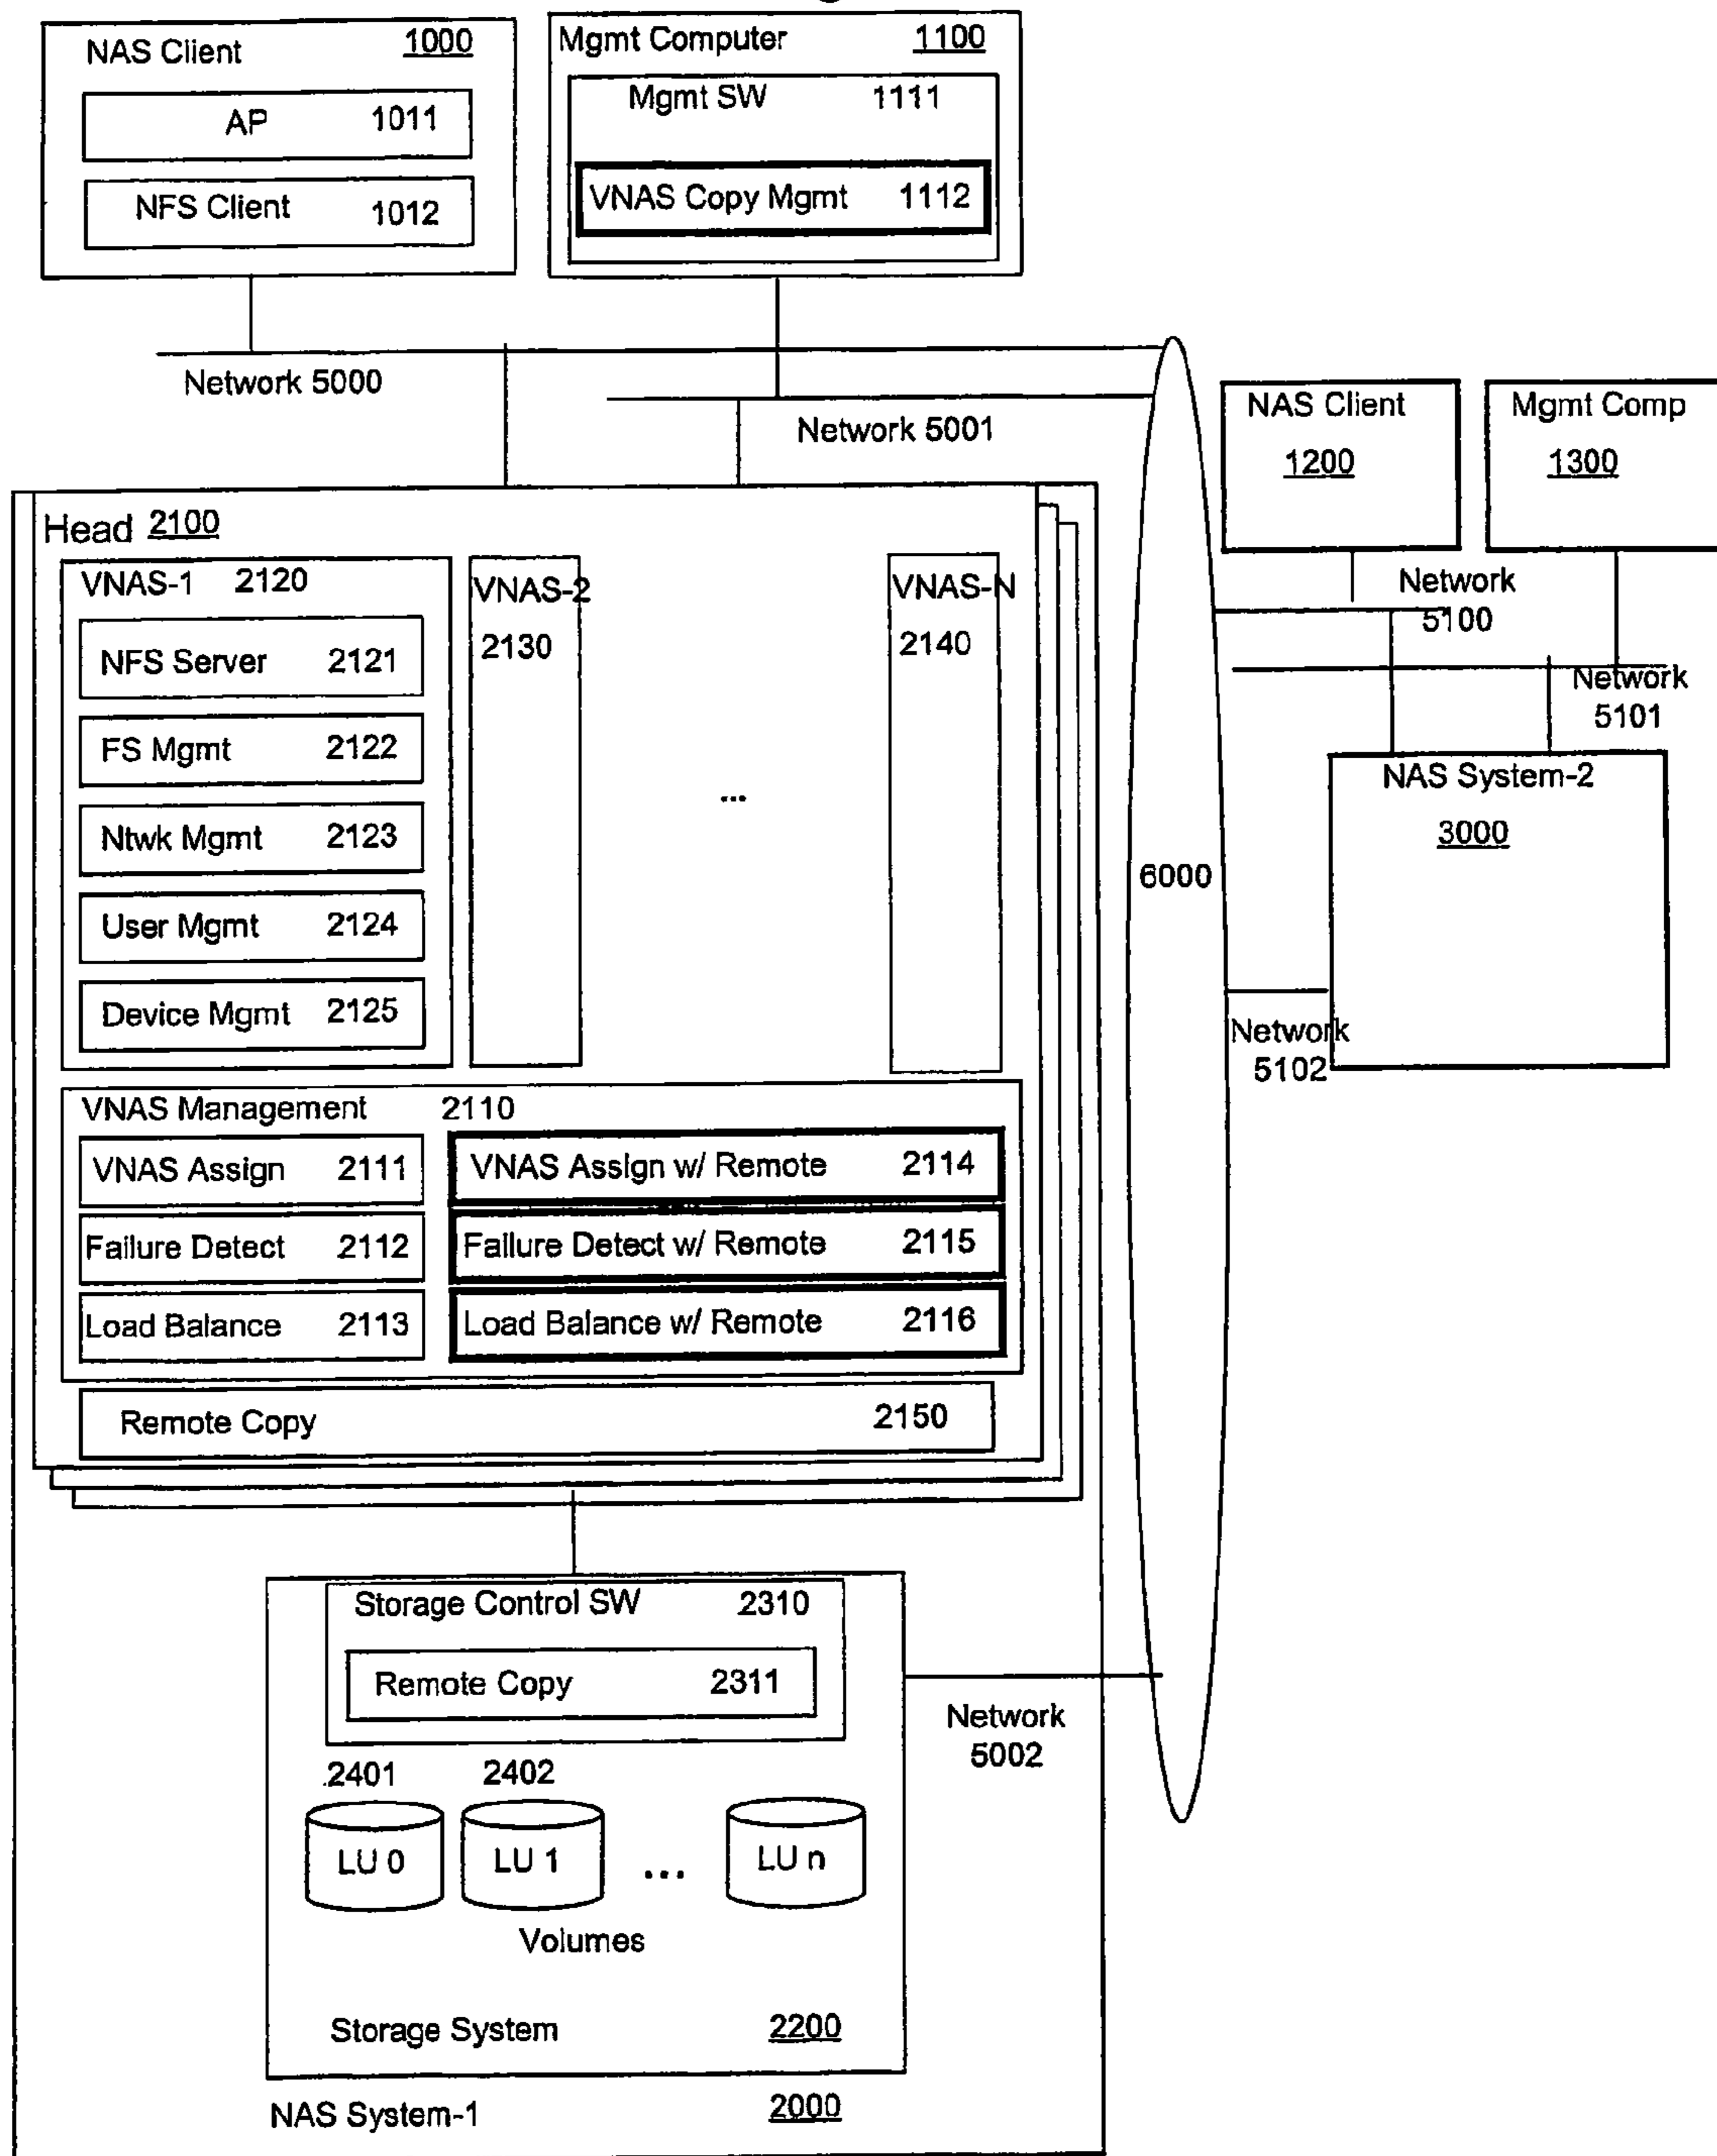 NAS Client 1000
AP 1011
NFS Client 1012
Mgmt Computer 1100
Mgmt SW 1111
VNAS Copy Mgmt 1112
Network 5000
Network 5001
NAS Client
1200
Mgmt Comp
1300
Network
5100
Network
5101
NAS System-2
3000
6000
Network
5102
Head 2100
VNAS-1 2120
NFS Server 2121
FS Mgmt 2122
Ntwk Mgmt 2123
User Mgmt 2124
Device Mgmt 2125
VNAS-2
2130
...
VNAS-N
2140
VNAS Management 2110
VNAS Assign 2111
Failure Detect 2112
Load Balance 2113
VNAS Assign w/ Remote 2114
Failure Detect w/ Remote 2115
Load Balance w/ Remote 2116
Remote Copy 2150
Storage Control SW 2310
Remote Copy 2311
Network
5002
2401 2402
LU 0 LU 1 ... LU n
Volumes
Storage System 2200
NAS System-1 2000